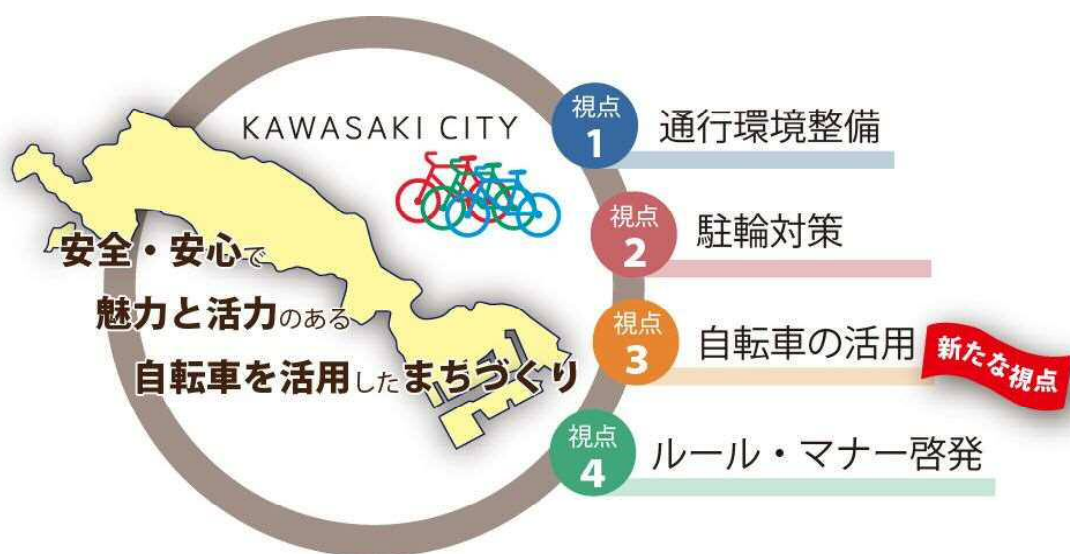 KAWASAKI CITY
安全・安心で
魅力と活力のある
自転車を活用したまちづくり
視点
1
通行環境整備
視点
2
駐輪対策
視点
3
自転車の活用
新たな視点
視点
4
ルール・マナー啓発